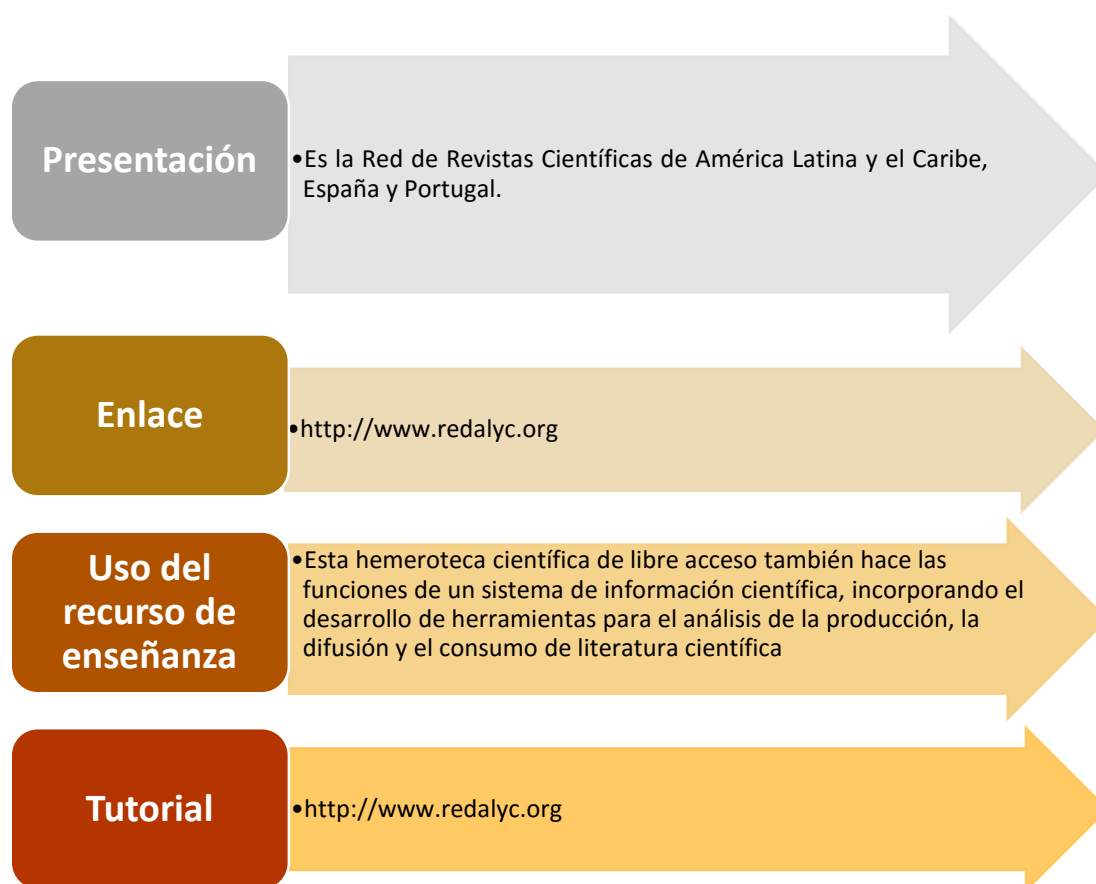 Presentación
•Es la Red de Revistas Científicas de América Latina y el Caribe,
España y Portugal.
Enlace
•http://www.redalyc.org
Uso del
recurso de
enseñanza
•Esta hemeroteca científica de libre acceso también hace las
funciones de un sistema de información científica, incorporando el
desarrollo de herramientas para el análisis de la producción, la
difusión y el consumo de literatura científica
Tutorial
•http://www.redalyc.org